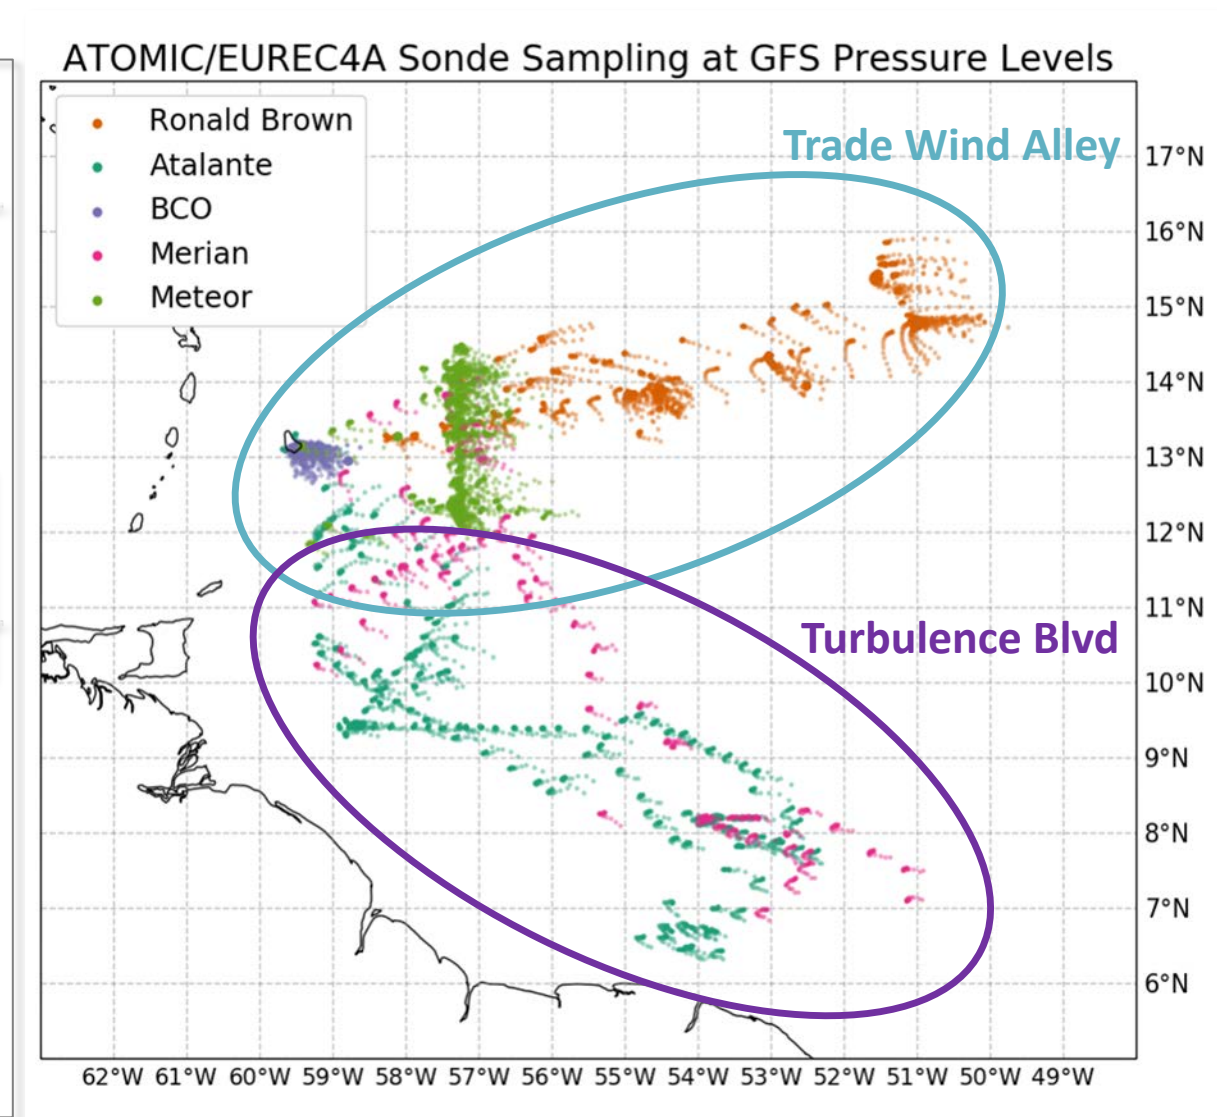 ATOMIC/EUREC4A Sonde Sampling at GFS Pressure Levels
Ronald Brown
Atalante
BCO
Merian
Meteor
Trade Wind Alley
Turbulence Blvd
17°N
16°N
15°N
14°N
13°N
12°N
11°N
10°N
9°N
8°N
7°N
6°N
62°W 61°W 60°W 59°W 58°W 57°W 56°W 55°W 54°W 53°W 52°W 51°W 50°W 49°W